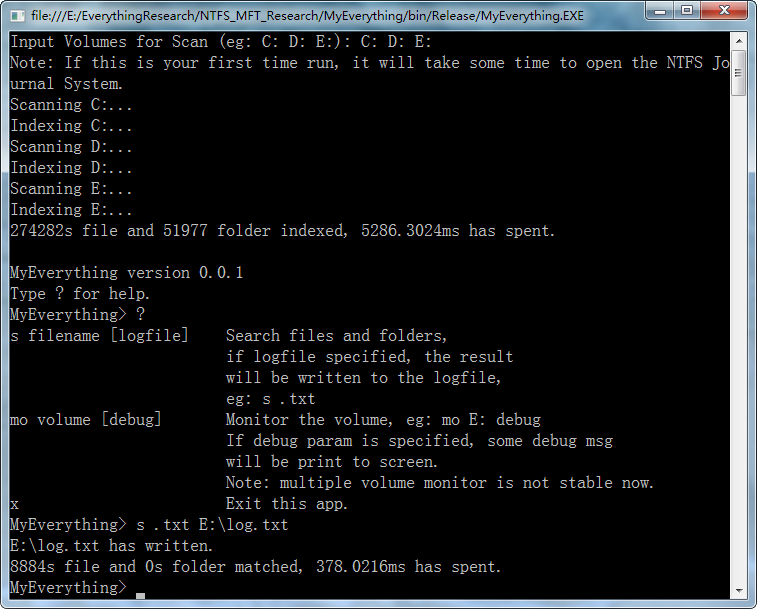 file:///E:/EverythingResearch/NTFS_MFT_Research/MyEverything/bin/Release/MyEverything.EXE
Input Volumes for Scan (eg: C: D: E:): C: D: E:
Note: If this is your first time run, it will take some time to open the NTFS Jo
urnal System.
Scanning C:...
Indexing C:...
Scanning D:...
Indexing D:...
Scanning E:...
Indexing E:...
274282s file and 51977 folder indexed, 5286.3024ms has spent.
MyEverything version 0.0.1
Type ? for help.
MyEverything> ?
s filename [logfile]    Search files and folders,
if logfile specified, the result
will be written to the logfile,
eg: s .txt
mo volume [debug]       Monitor the volume, eg: mo E: debug
If debug param is specified, some debug msg
will be print to screen.
Note: multiple volume monitor is not stable now.
x                       Exit this app.
MyEverything> s .txt E:\log.txt
E:\log.txt has written.
8884s file and 0s folder matched, 378.0216ms has spent.
MyEverything>